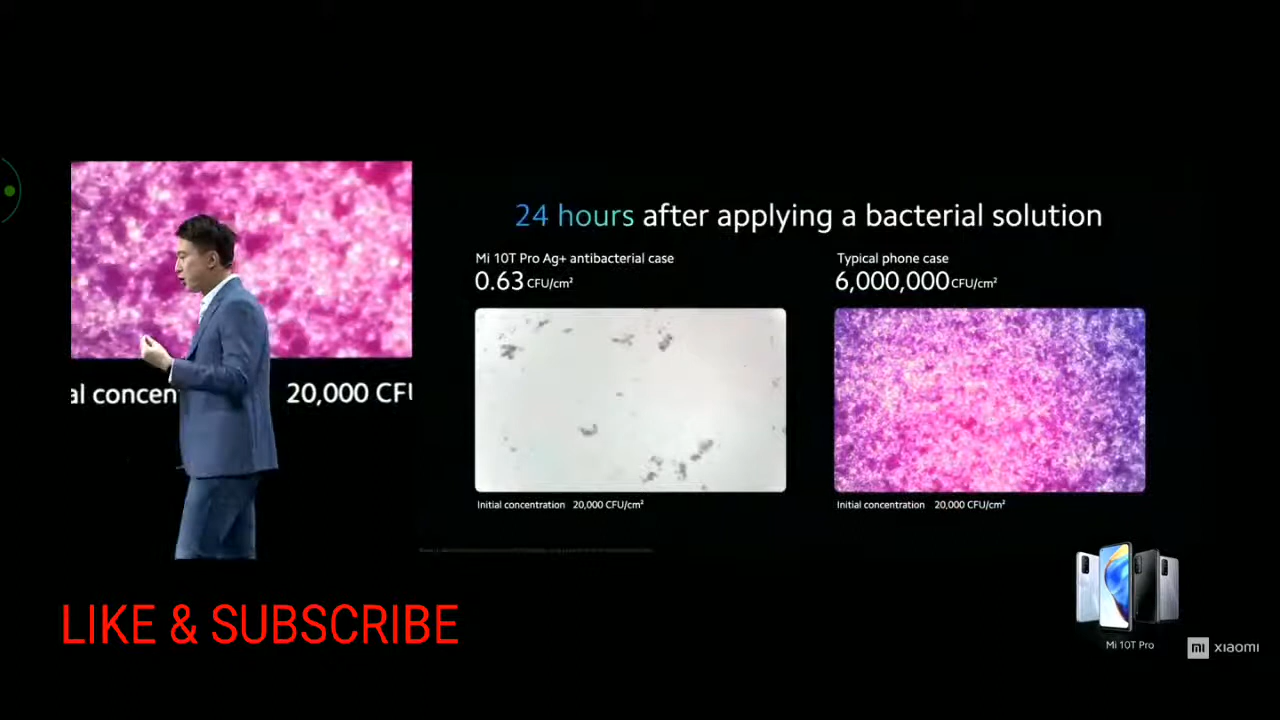 24 hours after applying a bacterial solution
Mi 10T Pro Ag+ antibacterial case
0.63 CFU/cm²
Typical phone case
6,000,000 CFU/cm²
al concen
20,000 CFU
Initial concentration 20,000 CFU/cm²
Initial concentration 20,000 CFU/cm²
LIKE & SUBSCRIBE
Mi 10T Pro
mi xiaomi